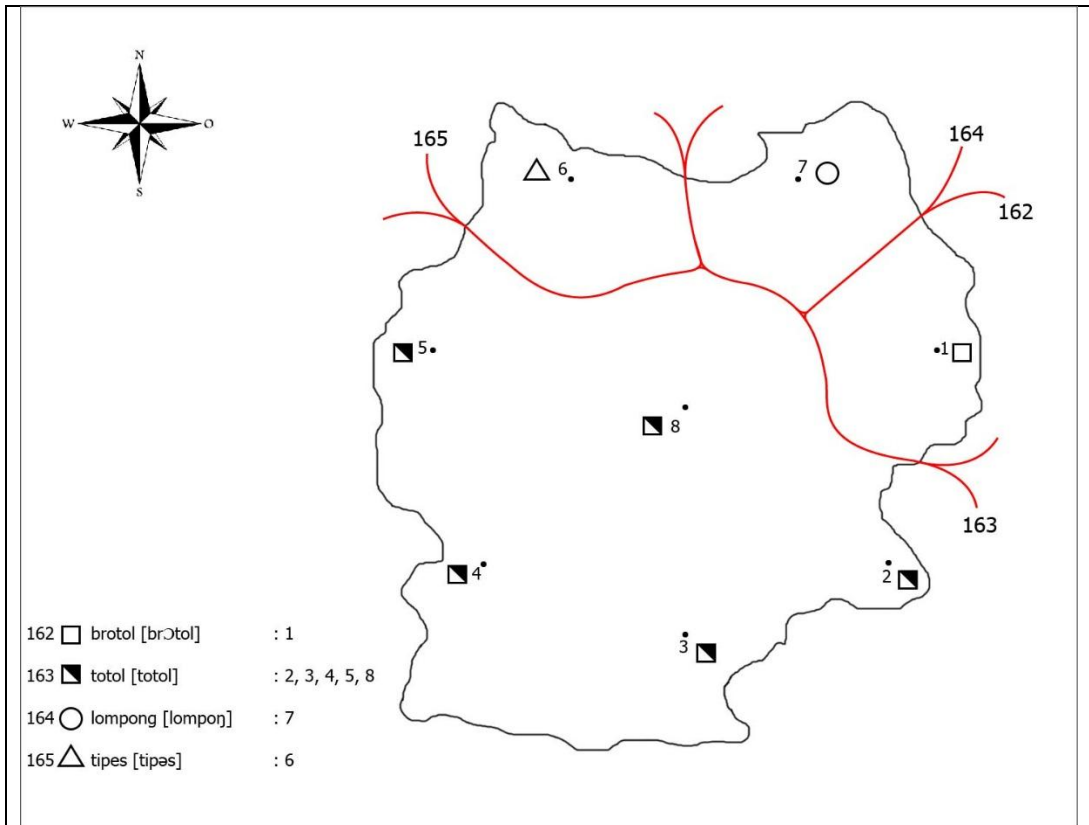 N
W O
S
165
164
162
6
7
5
1
8
4
2
3
163
162 brotol [brɔtol] : 1
163 totol [totol] : 2, 3, 4, 5, 8
164 lompong [lompoŋ] : 7
165 tipes [tipəs] : 6